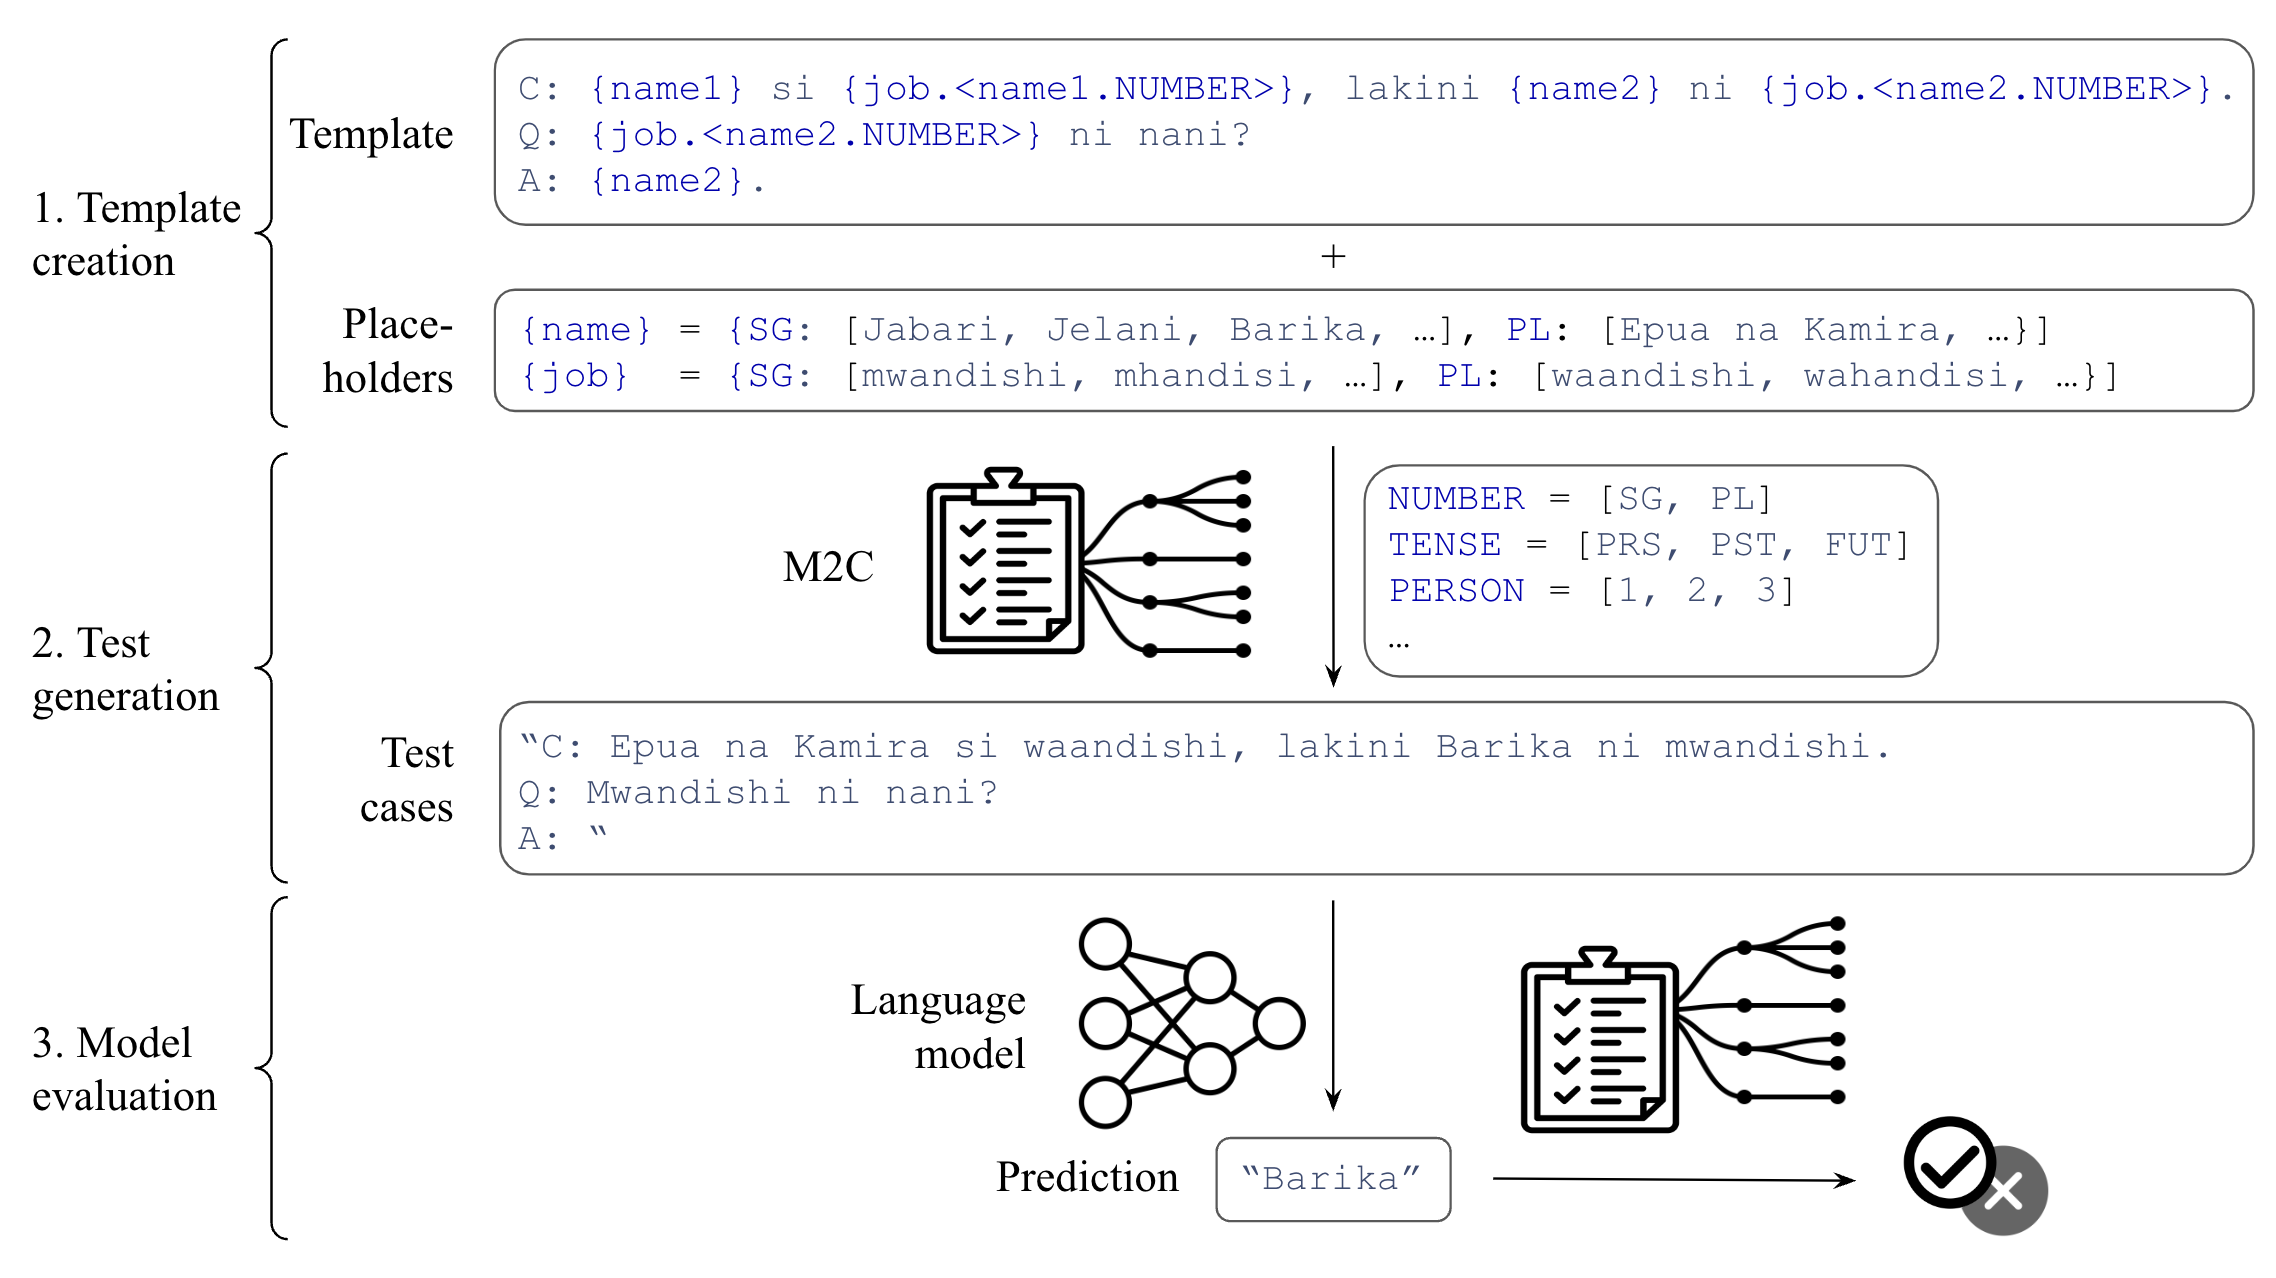 1. Template
creation
Template
C: {name1} si {job.<name1.NUMBER>}, lakini {name2} ni {job.<name2.NUMBER>}.
Q: {job.<name2.NUMBER>} ni nani?
A: {name2}.
+
Place-
holders
{name} = {SG: [Jabari, Jelani, Barika, …], PL: [Epua na Kamira, …}]
{job}  = {SG: [mwandishi, mhandisi, …], PL: [waandishi, wahandisi, …}]
2. Test
generation
M2C
NUMBER = [SG, PL]
TENSE = [PRS, PST, FUT]
PERSON = [1, 2, 3]
…
Test
cases
“C: Epua na Kamira si waandishi, lakini Barika ni mwandishi.
Q: Mwandishi ni nani?
A: “
3. Model
evaluation
Language
model
Prediction
“Barika”